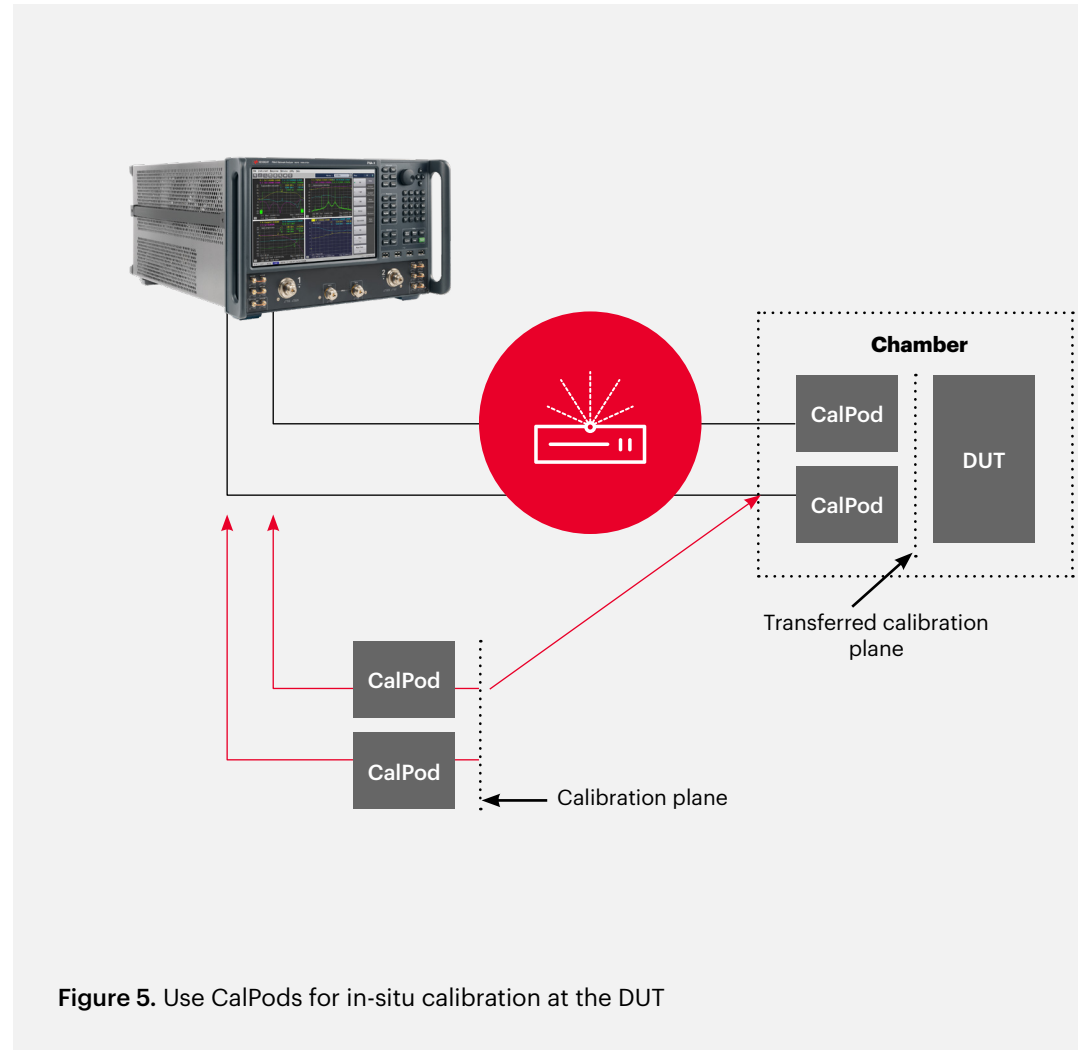 Chamber
CalPod
CalPod
DUT
Transferred calibration
plane
CalPod
CalPod
Calibration plane
Figure 5. Use CalPods for in-situ calibration at the DUT